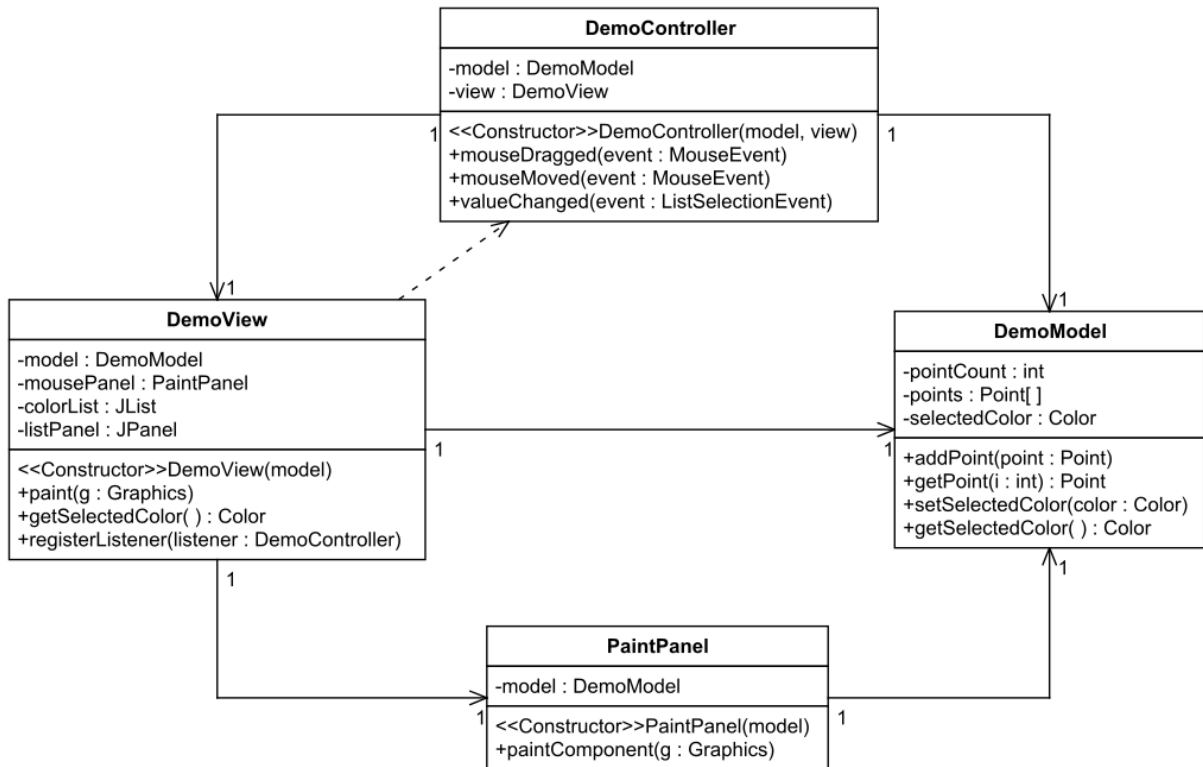 DemoController
-model : DemoModel
-view : DemoView
<<Constructor>>DemoController(model, view)
+mouseDragged(event : MouseEvent)
+mouseMoved(event : MouseEvent)
+valueChanged(event : ListSelectionEvent)
1
1
1
1
DemoView
-model : DemoModel
-mousePanel : PaintPanel
-colorList : JList
-listPanel : JPanel
<<Constructor>>DemoView(model)
+paint(g : Graphics)
+getSelectedColor( ) : Color
+registerListener(listener : DemoController)
1
1
DemoModel
-pointCount : int
-points : Point[ ]
-selectedColor : Color
+addPoint(point : Point)
+getPoint(i : int) : Point
+setSelectedColor(color : Color)
+getSelectedColor( ) : Color
1
1
PaintPanel
-model : DemoModel
<<Constructor>>PaintPanel(model)
+paintComponent(g : Graphics)
1
1